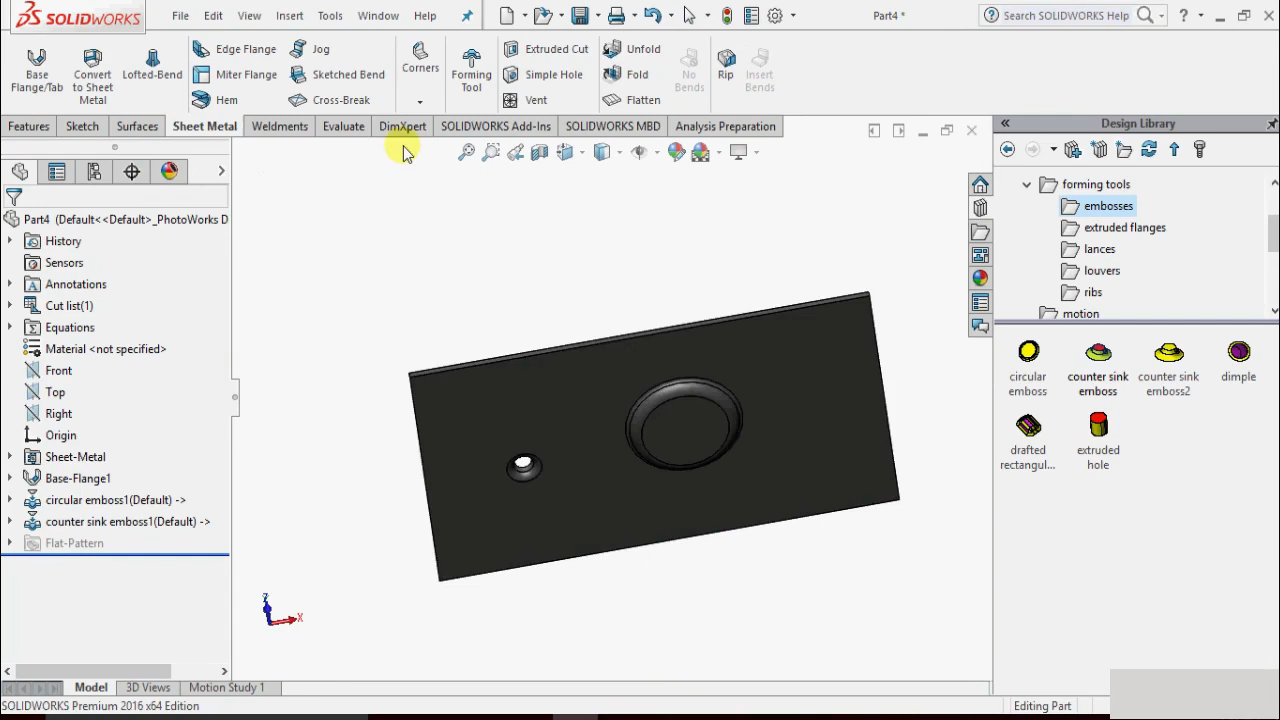 SOLIDWORKS
File Edit View Insert Tools Window Help
Part4 *
Search SOLIDWORKS Help
Base Flange/Tab
Convert to Sheet Metal
Lofted-Bend
Edge Flange
Miter Flange
Hem
Jog
Sketched Bend
Cross-Break
Corners
Forming Tool
Extruded Cut
Simple Hole
Vent
Unfold
Fold
Flatten
No Bends
Rip
Insert Bends
Features Sketch Surfaces Sheet Metal Weldments Evaluate DimXpert SOLIDWORKS Add-Ins SOLIDWORKS MBD Analysis Preparation
Part4 (Default<<Default>_PhotoWorks D
History
Sensors
Annotations
Cut list(1)
Equations
Material <not specified>
Front
Top
Right
Origin
Sheet-Metal
Base-Flange1
circular emboss1(Default) ->
counter sink emboss1(Default) ->
Flat-Pattern
Z
X
Design Library
forming tools
embosses
extruded flanges
lances
louvers
ribs
motion
circular emboss
counter sink emboss
counter sink emboss2
dimple
drafted rectangul...
extruded hole
Model 3D Views Motion Study 1
SOLIDWORKS Premium 2016 x64 Edition
Editing Part